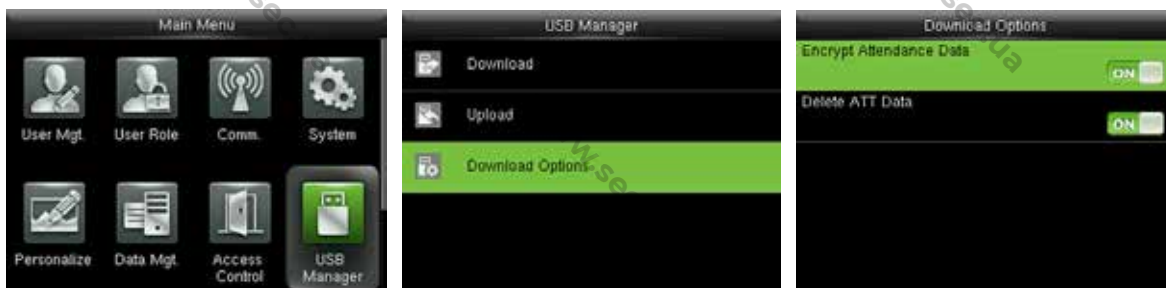 Main Menu
User Mgt.
User Role
Comm.
System
Personalize
Data Mgt.
Access
Control
USB
Manager
USB Manager
Download
Upload
Download Options
Download Options
Encrypt Attendance Data
ON
Delete ATT Data
ON